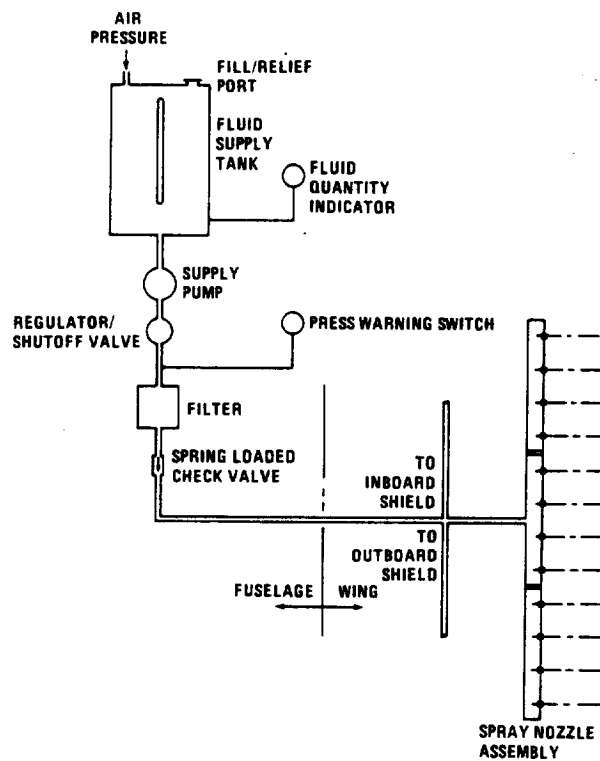 AIR
PRESSURE
FILL/RELIEF
PORT
FLUID
SUPPLY
TANK
FLUID
QUANTITY
INDICATOR
SUPPLY
PUMP
REGULATOR/
SHUTOFF VALVE
PRESS WARNING SWITCH
FILTER
SPRING LOADED
CHECK VALVE
TO
INBOARD
SHIELD
TO
OUTBOARD
SHIELD
FUSELAGE
WING
SPRAY NOZZLE
ASSEMBLY